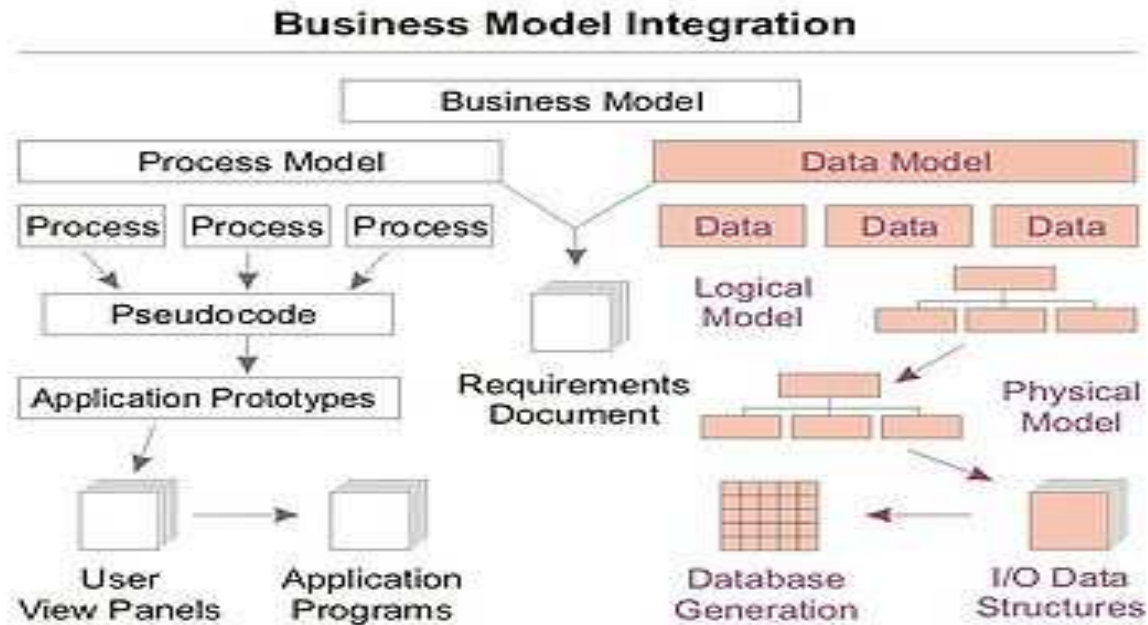 Business Model Integration
Business Model
Process Model
Data Model
Process
Process
Process
Data
Data
Data
Pseudocode
Logical
Model
Application Prototypes
Requirements
Document
Physical
Model
User
View Panels
Application
Programs
Database
Generation
I/O Data
Structures